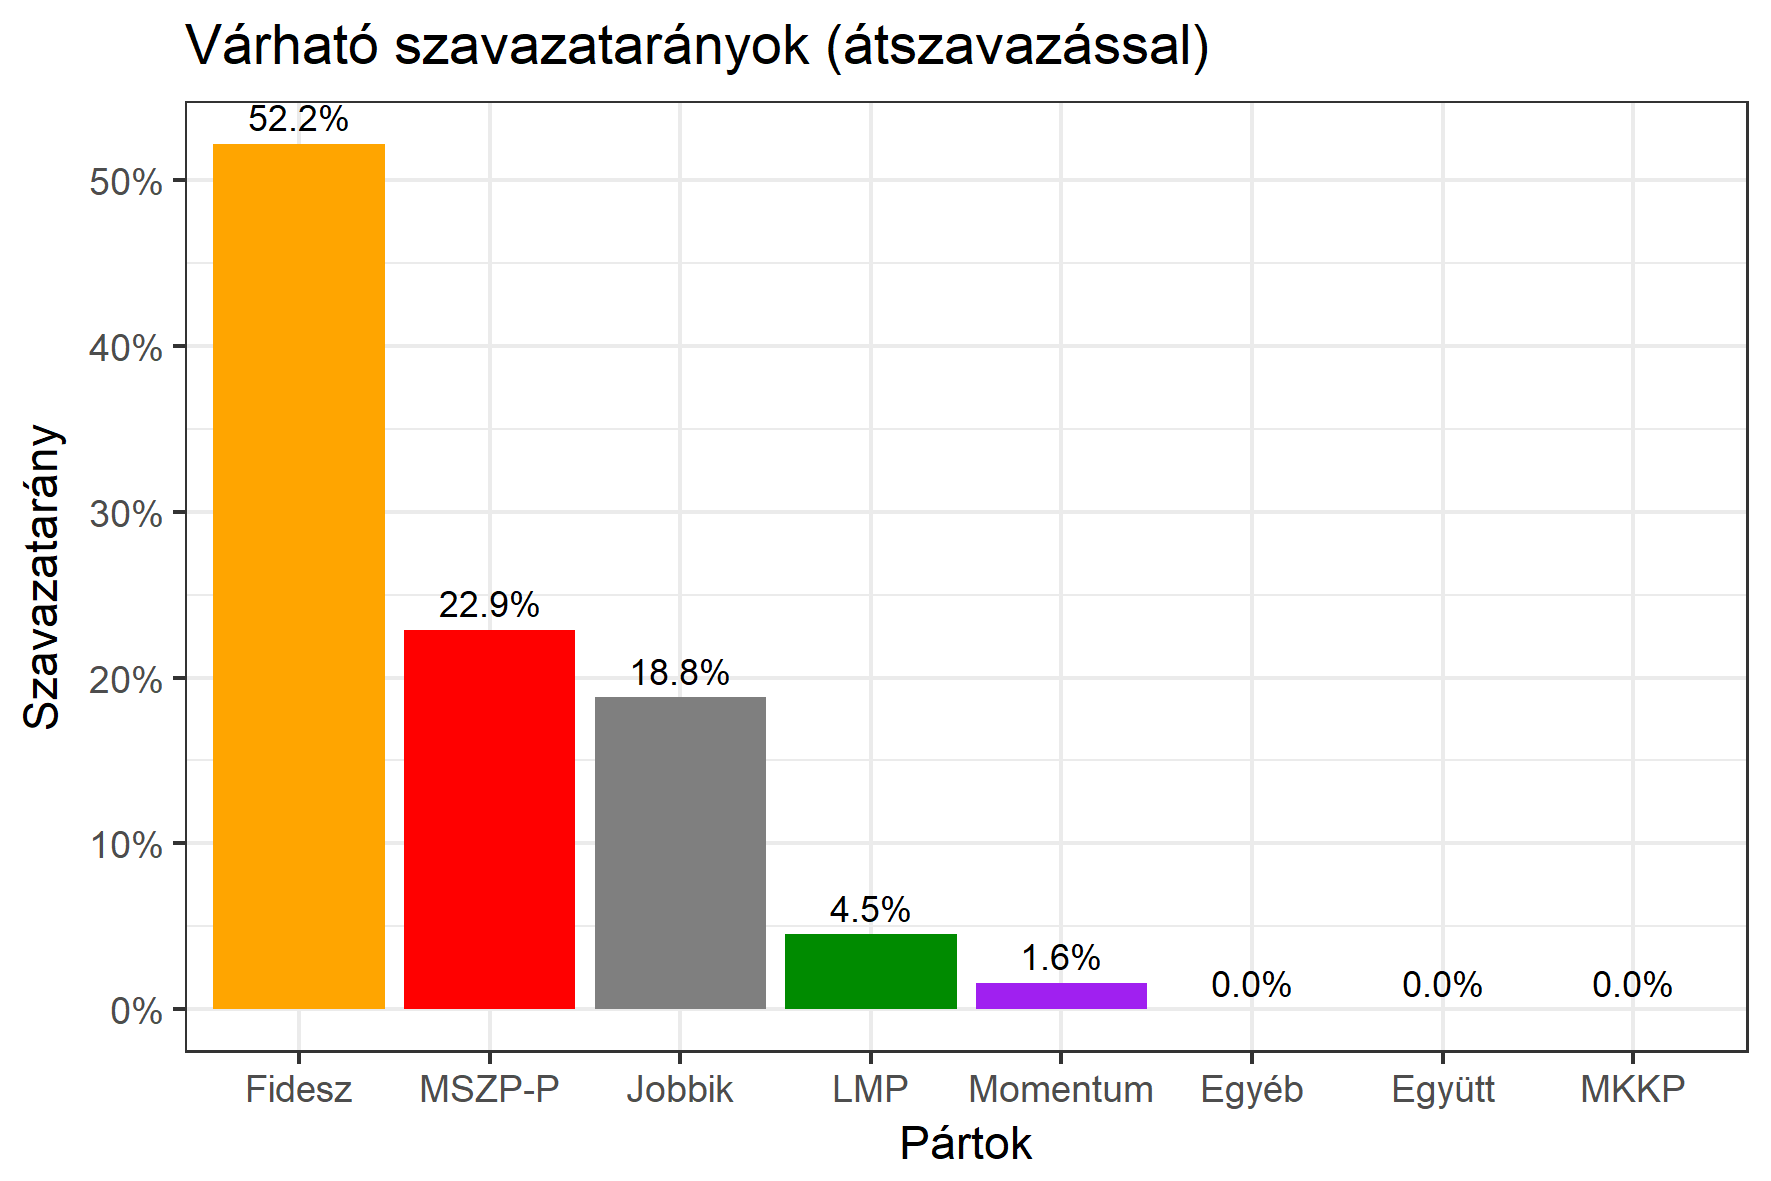 Várható szavazatarányok (átszavazással)
52.2%
50%
40%
30%
22.9%
20%
18.8%
10%
4.5%
1.6%
0.0%
0.0%
0.0%
0%
Szavazatarány
Fidesz
MSZP-P
Jobbik
LMP
Momentum
Egyéb
Együtt
MKKP
Pártok